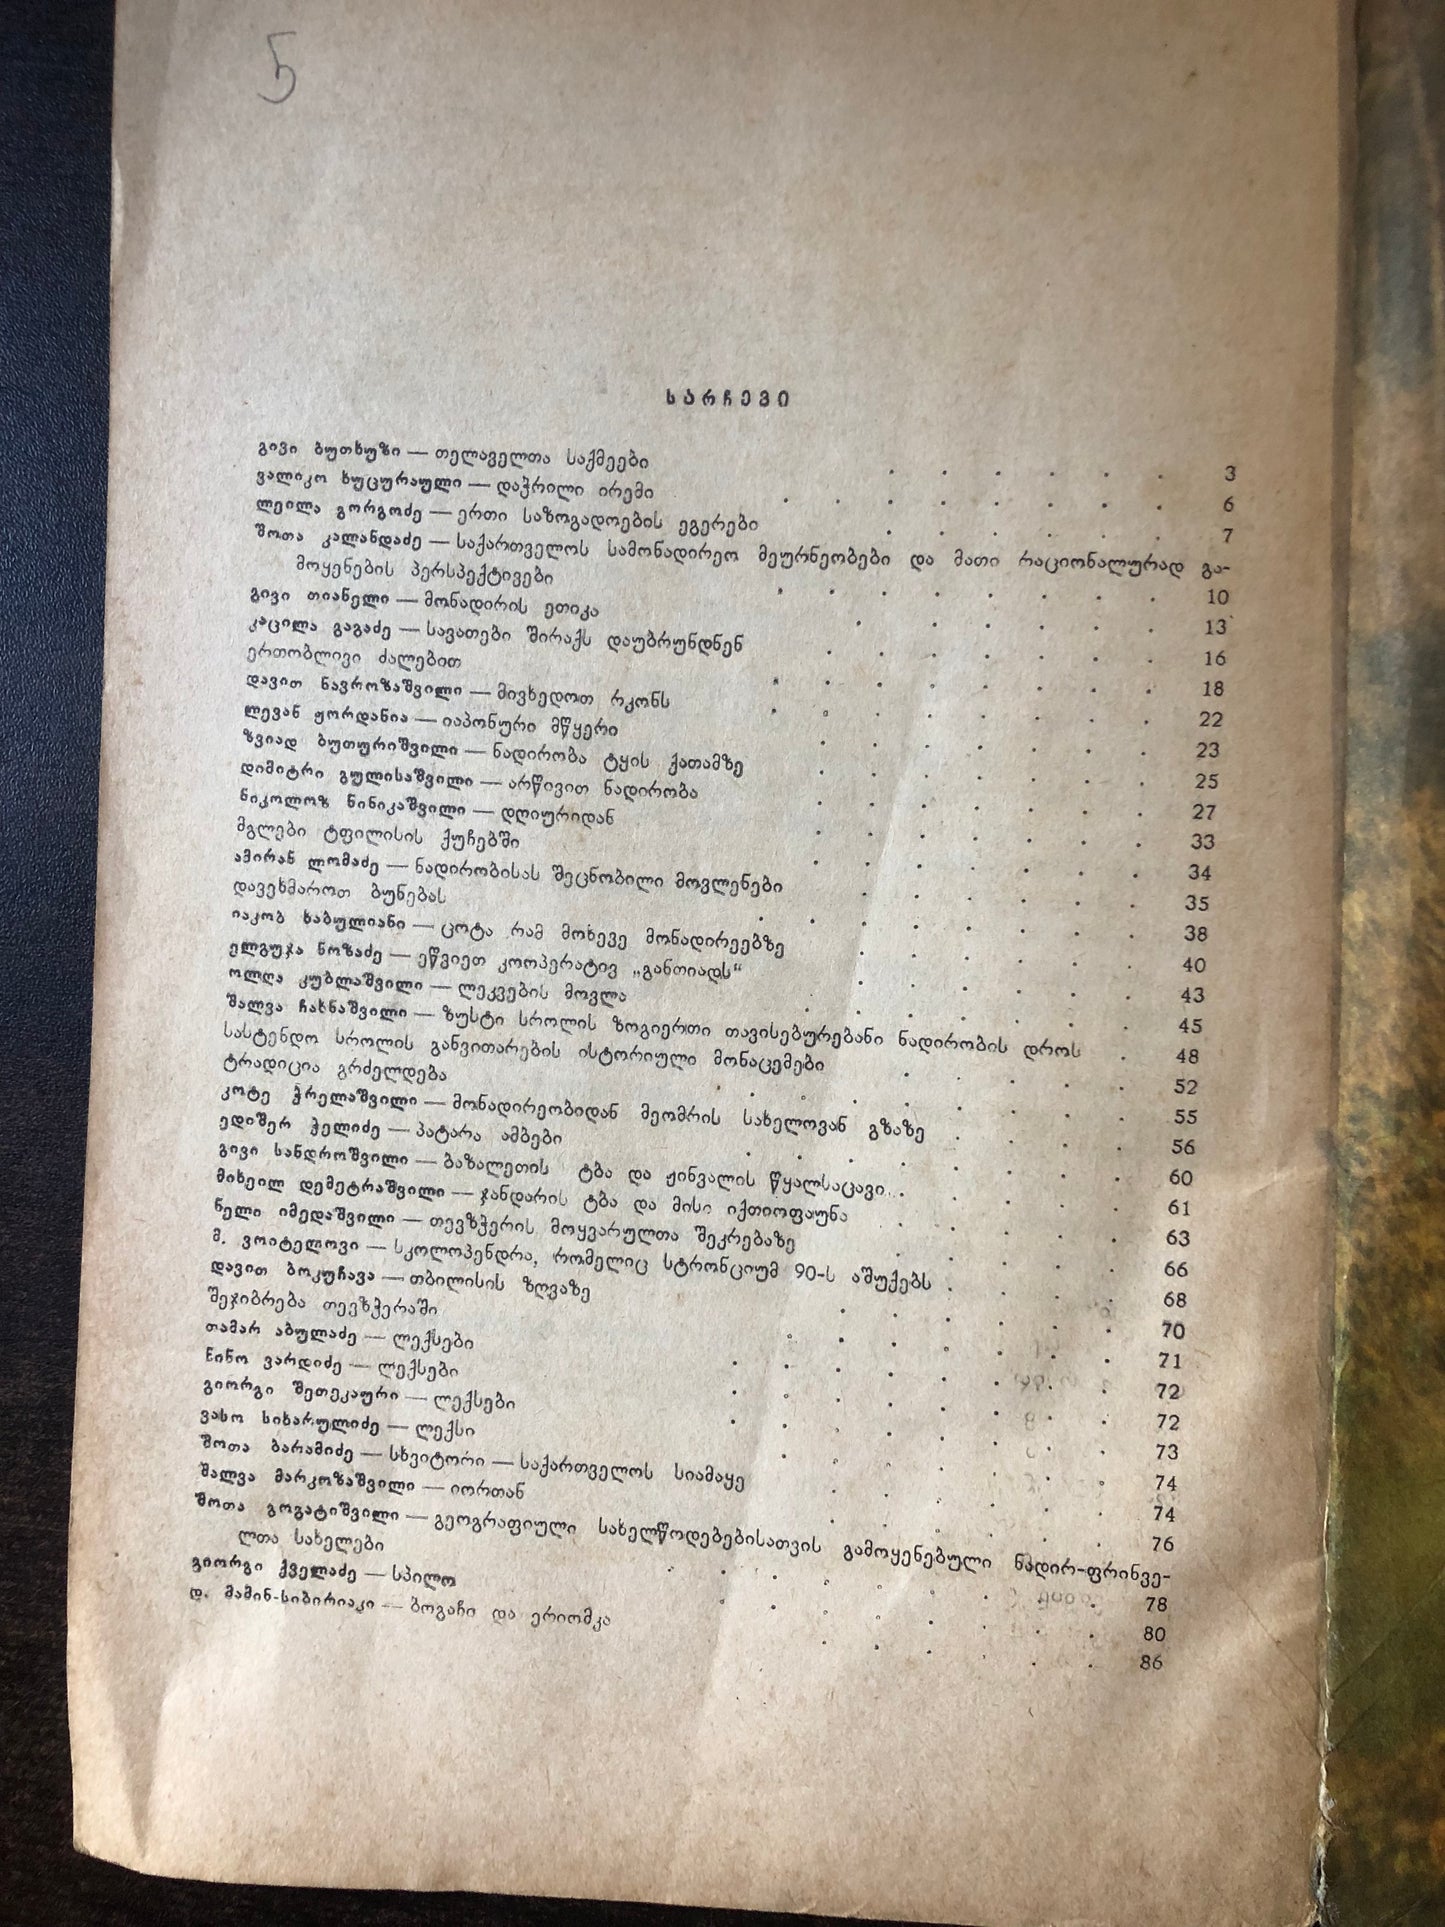 5
სარჩევი
გივი ბუთხუზი — თელაველთა საქმეები . . . . . . 3
ვალიკო ხუცურაული — დაჭრილი ირემი . . . . . . . . 6
ლეილა გორგოძე — ერთი საზოგადოების ეგერები . . . . . . 7
შოთა კალანდაძე — საქართველოს სამონადირეო მეურნეობები და მათი რაციონალურად გა-
მოყენების პერსპექტივები . . . . . . . . 10
გივი თიანელი — მონადირის ეთიკა . . . . . . 13
კაცილა გაგაძე — სავათები შირაქს დაუბრუნდნენ . . . . . . . 16
ერთობლივი ძალებით . . . . . . . . 18
დავით ნავროზაშვილი — მივხედოთ რკონს . . . . . . . . 22
ლევან ჟორდანია — იაპონური მწყერი . . . . . . . 23
ზვიად ბუთურიშვილი — ნადირობა ტყის ქათამზე . . . . . . . 25
დიმიტრი გულისაშვილი — არწივით ნადირობა . . . . . . . 27
ნიკოლოზ ნინიკაშვილი — დღიურიდან . . . . . . . 33
მგლები ტფილისის ქუჩებში . . . . . . . 34
ამირან ლომაძე — ნადირობისას შეცნობილი მოვლენები . . . . . . 35
დავეხმაროთ ბუნებას . . . . . . . . 38
იაკობ ხაბულიანი — ცოტა რამ მოხევე მონადირეებზე . . . . . . 40
ელგუჯა ნოზაძე — ეწვიეთ კოოპერატივ „განთიადს“ . . . . . . 43
ოლღა კუბლაშვილი — ლეკვების მოვლა . . . . . . . 45
შალვა ჩახნაშვილი — ზუსტი სროლის ზოგიერთი თავისებურებანი ნადირობის დროს . 48
სასტენდო სროლის განვითარების ისტორიული მონაცემები . . . . . 52
ტრადიცია გრძელდება . . . . . . . . 55
კოტე ჭრელაშვილი — მონადირეობიდან მეომრის სახელოვან გზაზე . . . . 56
ედიშერ ჭელიძე — პატარა ამბები . . . . . . . . 60
გივი სანდროშვილი — ბაზალეთის ტბა და ჟინვალის წყალსაცავი . . . . . 61
მიხეილ დემეტრაშვილი — ჯანდარის ტბა და მისი იქთიოფაუნა . . . . . 63
ნელი იმედაშვილი — თევზჭერის მოყვარულთა შეკრებაზე . . . . . 66
მ. ვოიტელოვი — სკოლოპენდრა, რომელიც სტრონციუმ 90-ს აშუქებს . . . . 68
დავით ბოკუჩავა — თბილისის ზღვაზე . . . . . . 70
შეჯიბრება თევზჭერაში . . . . . . . 71
თამარ აბულაძე — ლექსები . . . . . . . . 72
ნინო ვარდიძე — ლექსები . . . . . . . . 72
გიორგი შეთეკაური — ლექსები . . . . . . . . 73
ვასო სიხარულიძე — ლექსი . . . . . . . 74
შოთა ბარამიძე — სხვიტორი — საქართველოს სიამაყე . . . . . . 74
შალვა მარკოზაშვილი — იორთან . . . . . . 76
შოთა გოგატიშვილი — გეოგრაფიული სახელწოდებებისათვის გამოყენებული ნადირ-ფრინვე-
ლთა სახელები . . . . . . . . . 78
გიორგი ქველაძე — სპილო . . . . . . . . 80
დ. მამინ-სიბირიაკი — ბოგაჩი და ერიომკა . . . . . . 86